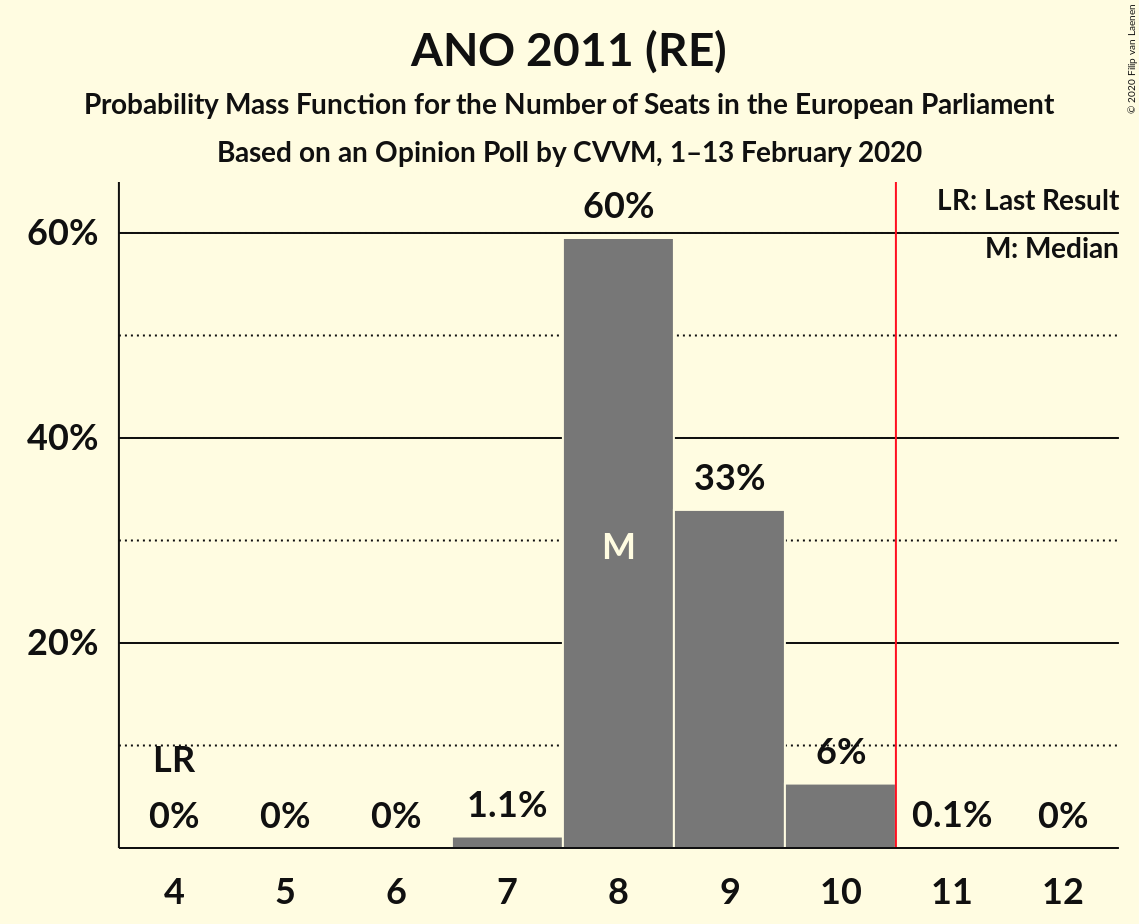 ANO 2011 (RE)
Probability Mass Function for the Number of Seats in the European Parliament
Based on an Opinion Poll by CVVM, 1–13 February 2020
© 2020 Filip van Laenen
LR: Last Result
M: Median
60%
40%
20%
60%
33%
M
6%
LR
0%
0%
0%
1.1%
0.1%
0%
4
5
6
7
8
9
10
11
12